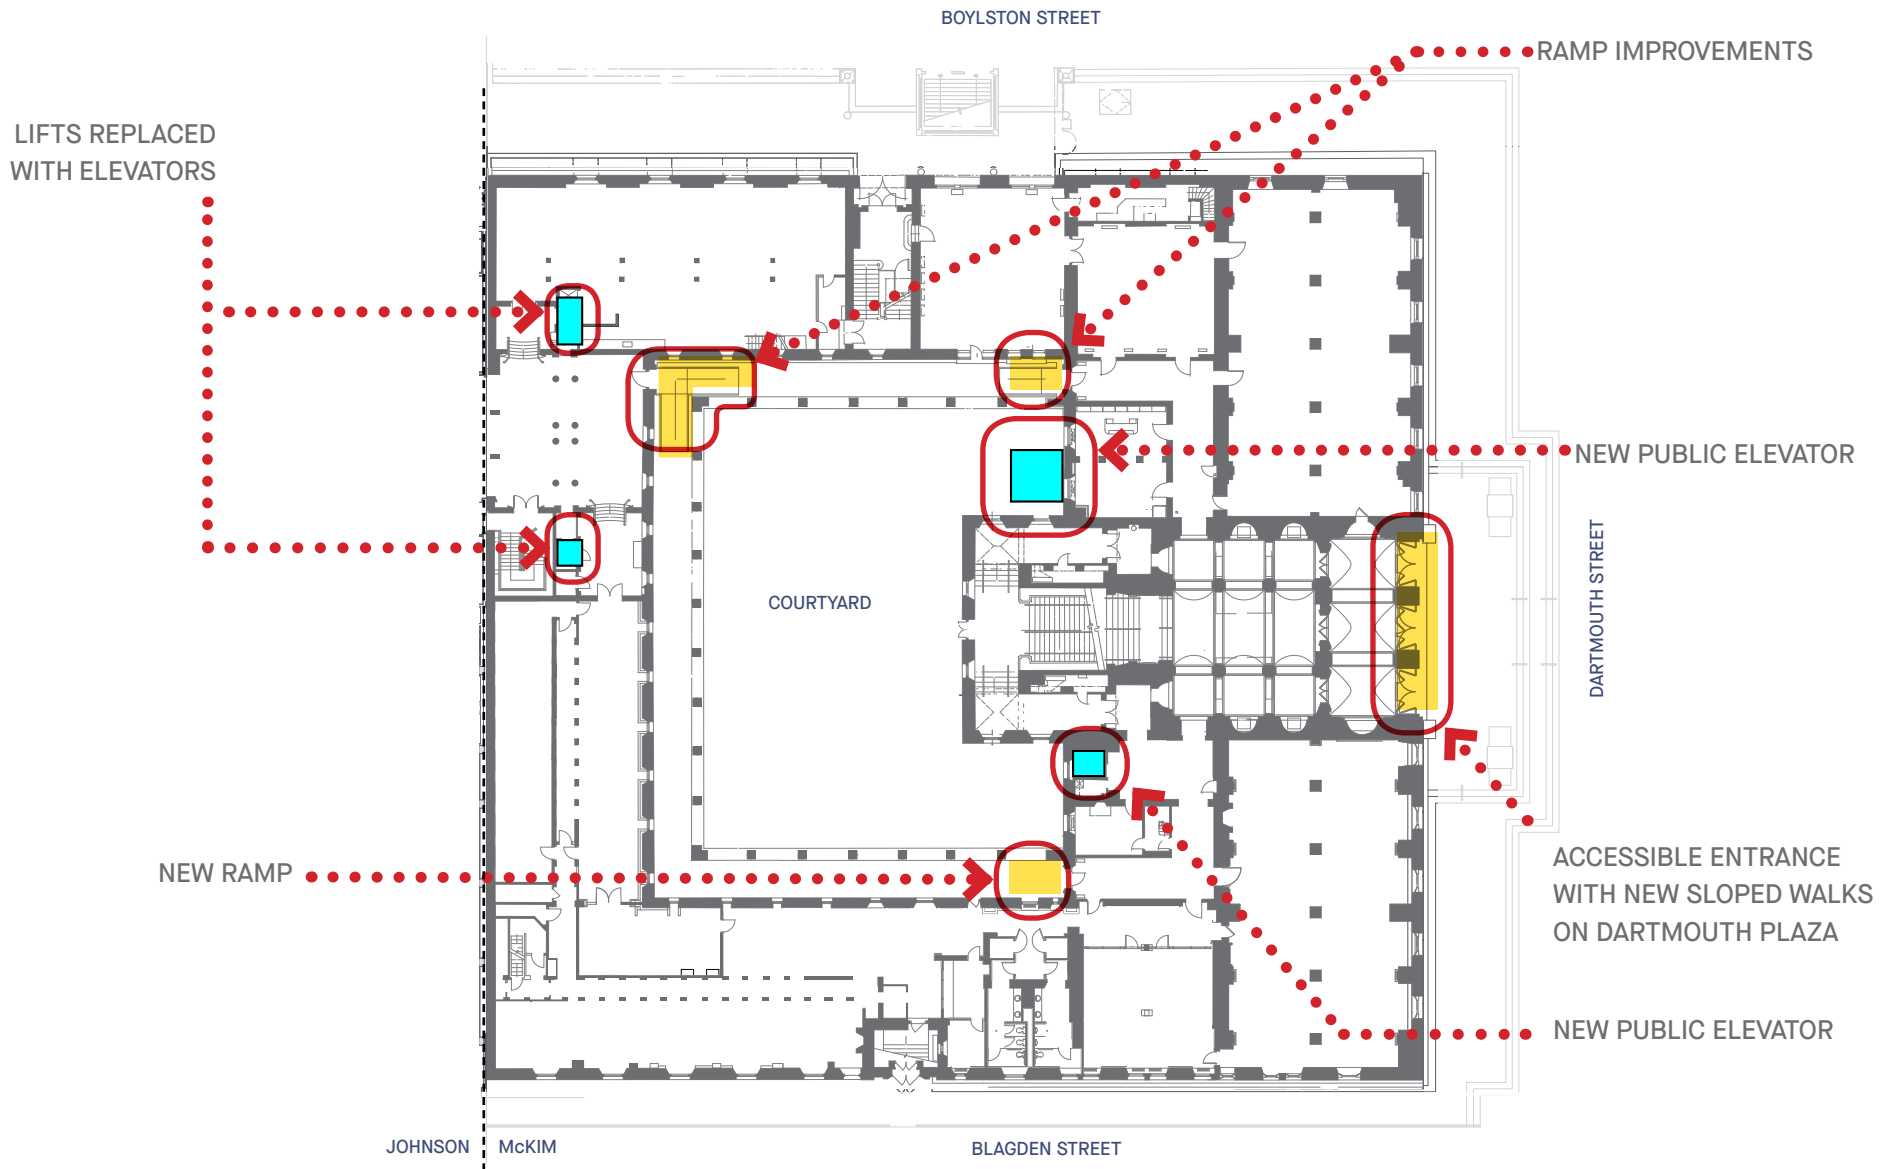 BOYLSTON STREET
RAMP IMPROVEMENTS
LIFTS REPLACED
WITH ELEVATORS
NEW PUBLIC ELEVATOR
DARTMOUTH STREET
COURTYARD
NEW RAMP
ACCESSIBLE ENTRANCE
WITH NEW SLOPED WALKS
ON DARTMOUTH PLAZA
NEW PUBLIC ELEVATOR
JOHNSON
McKIM
BLAGDEN STREET